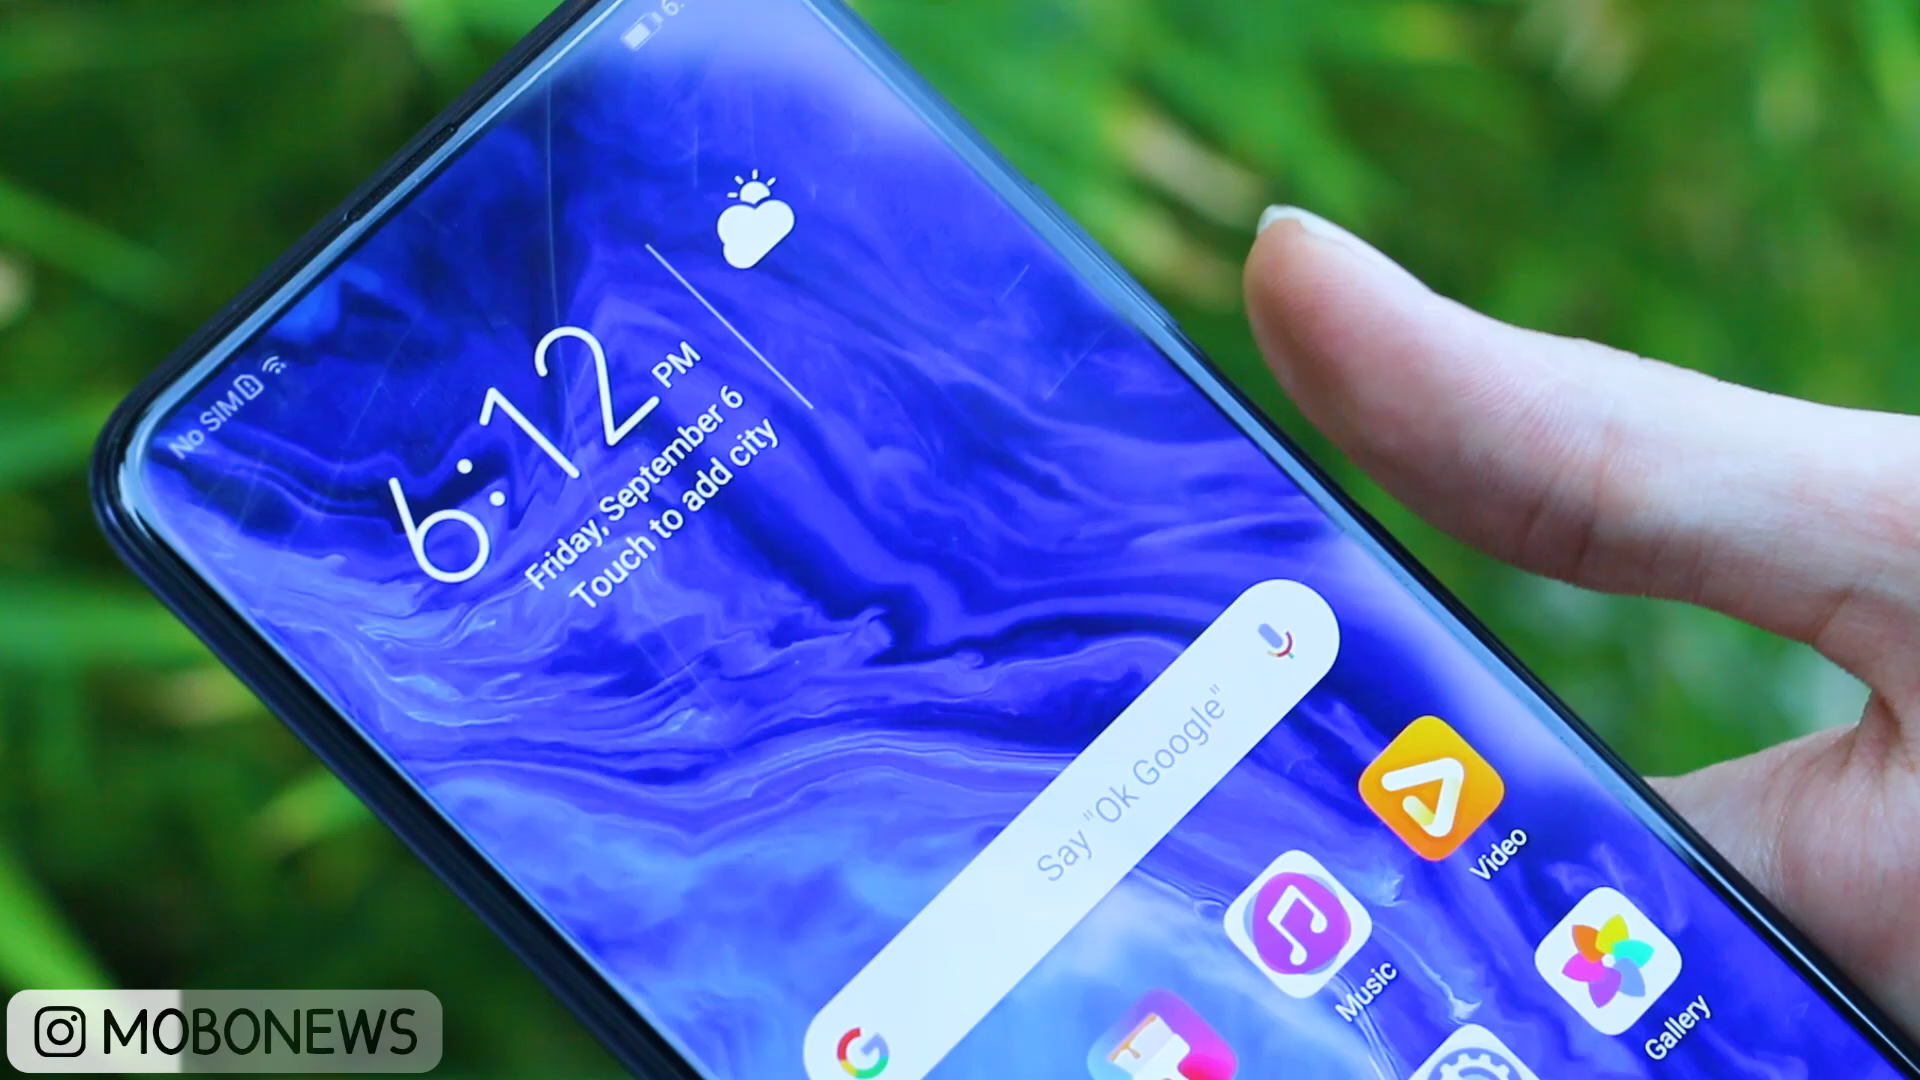 No SIM
6:12 PM
Friday, September 6
Touch to add city
Say "Ok Google"
Video
Music
Gallery
MOBONEWS